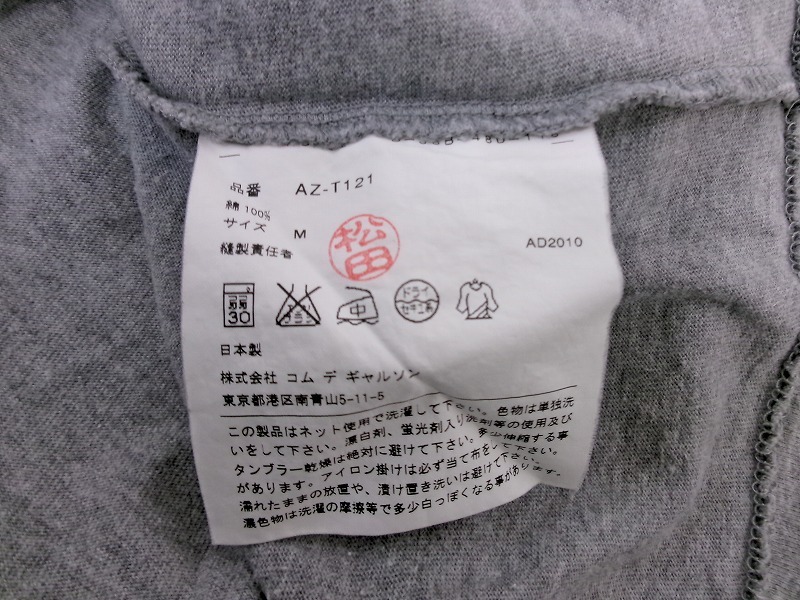 品番 AZ-T121
綿 100%
サイズ M
縫製責任者 松田
AD2010
弱 30
中
ドライ
セキユ系
日本製
株式会社 コム デ ギャルソン
東京都港区南青山5-11-5
この製品はネット使用で洗濯して下さい。色物は単独洗
いをして下さい。漂白剤、蛍光剤入り洗剤等の使用及び
タンブラー乾燥は絶対に避けて下さい。多少伸縮する事
があります。アイロン掛けは必ず当て布をして下さい。
濡れたままの放置や、漬け置き洗いは避けて下さい。
濃色物は洗濯の摩擦等で多少白っぽくなる事があります。